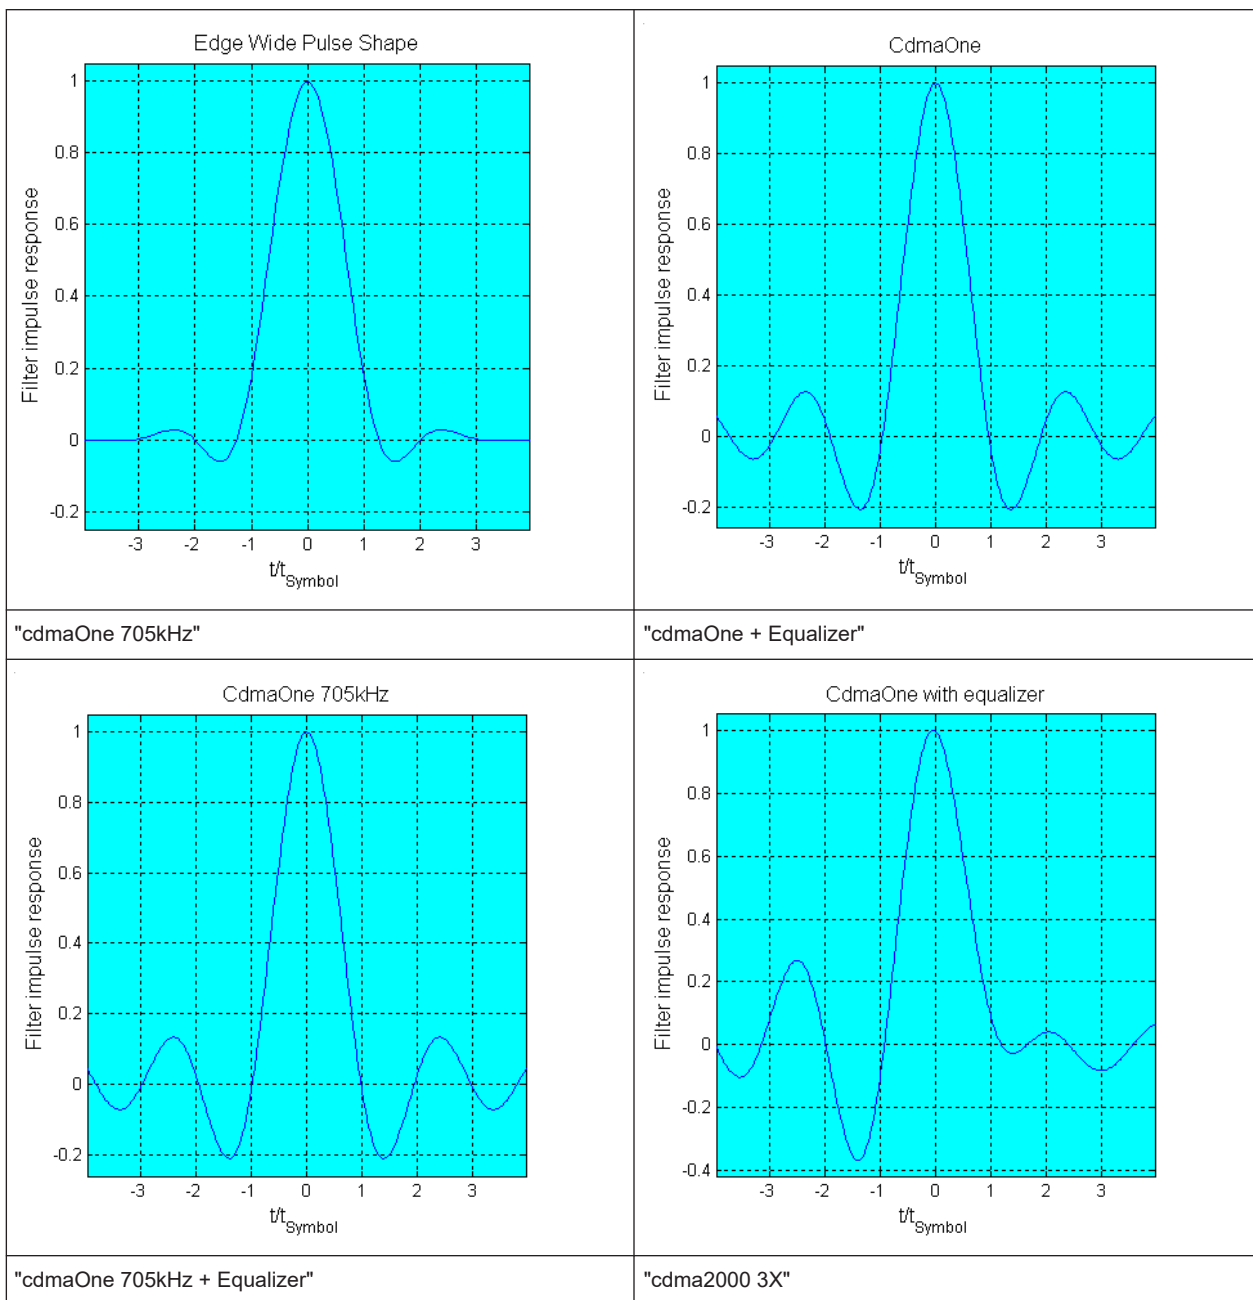 Edge Wide Pulse Shape
1
0.8
0.6
0.4
0.2
0
-0.2
Filter impulse response
-3 -2 -1 0 1 2 3
t/tSymbol
CdmaOne
1
0.8
0.6
0.4
0.2
0
-0.2
Filter impulse response
-3 -2 -1 0 1 2 3
t/tSymbol
"cdmaOne 705kHz"
"cdmaOne + Equalizer"
CdmaOne 705kHz
1
0.8
0.6
0.4
0.2
0
-0.2
Filter impulse response
-3 -2 -1 0 1 2 3
t/tSymbol
CdmaOne with equalizer
1
0.8
0.6
0.4
0.2
0
-0.2
-0.4
Filter impulse response
-3 -2 -1 0 1 2 3
t/tSymbol
"cdmaOne 705kHz + Equalizer"
"cdma2000 3X"